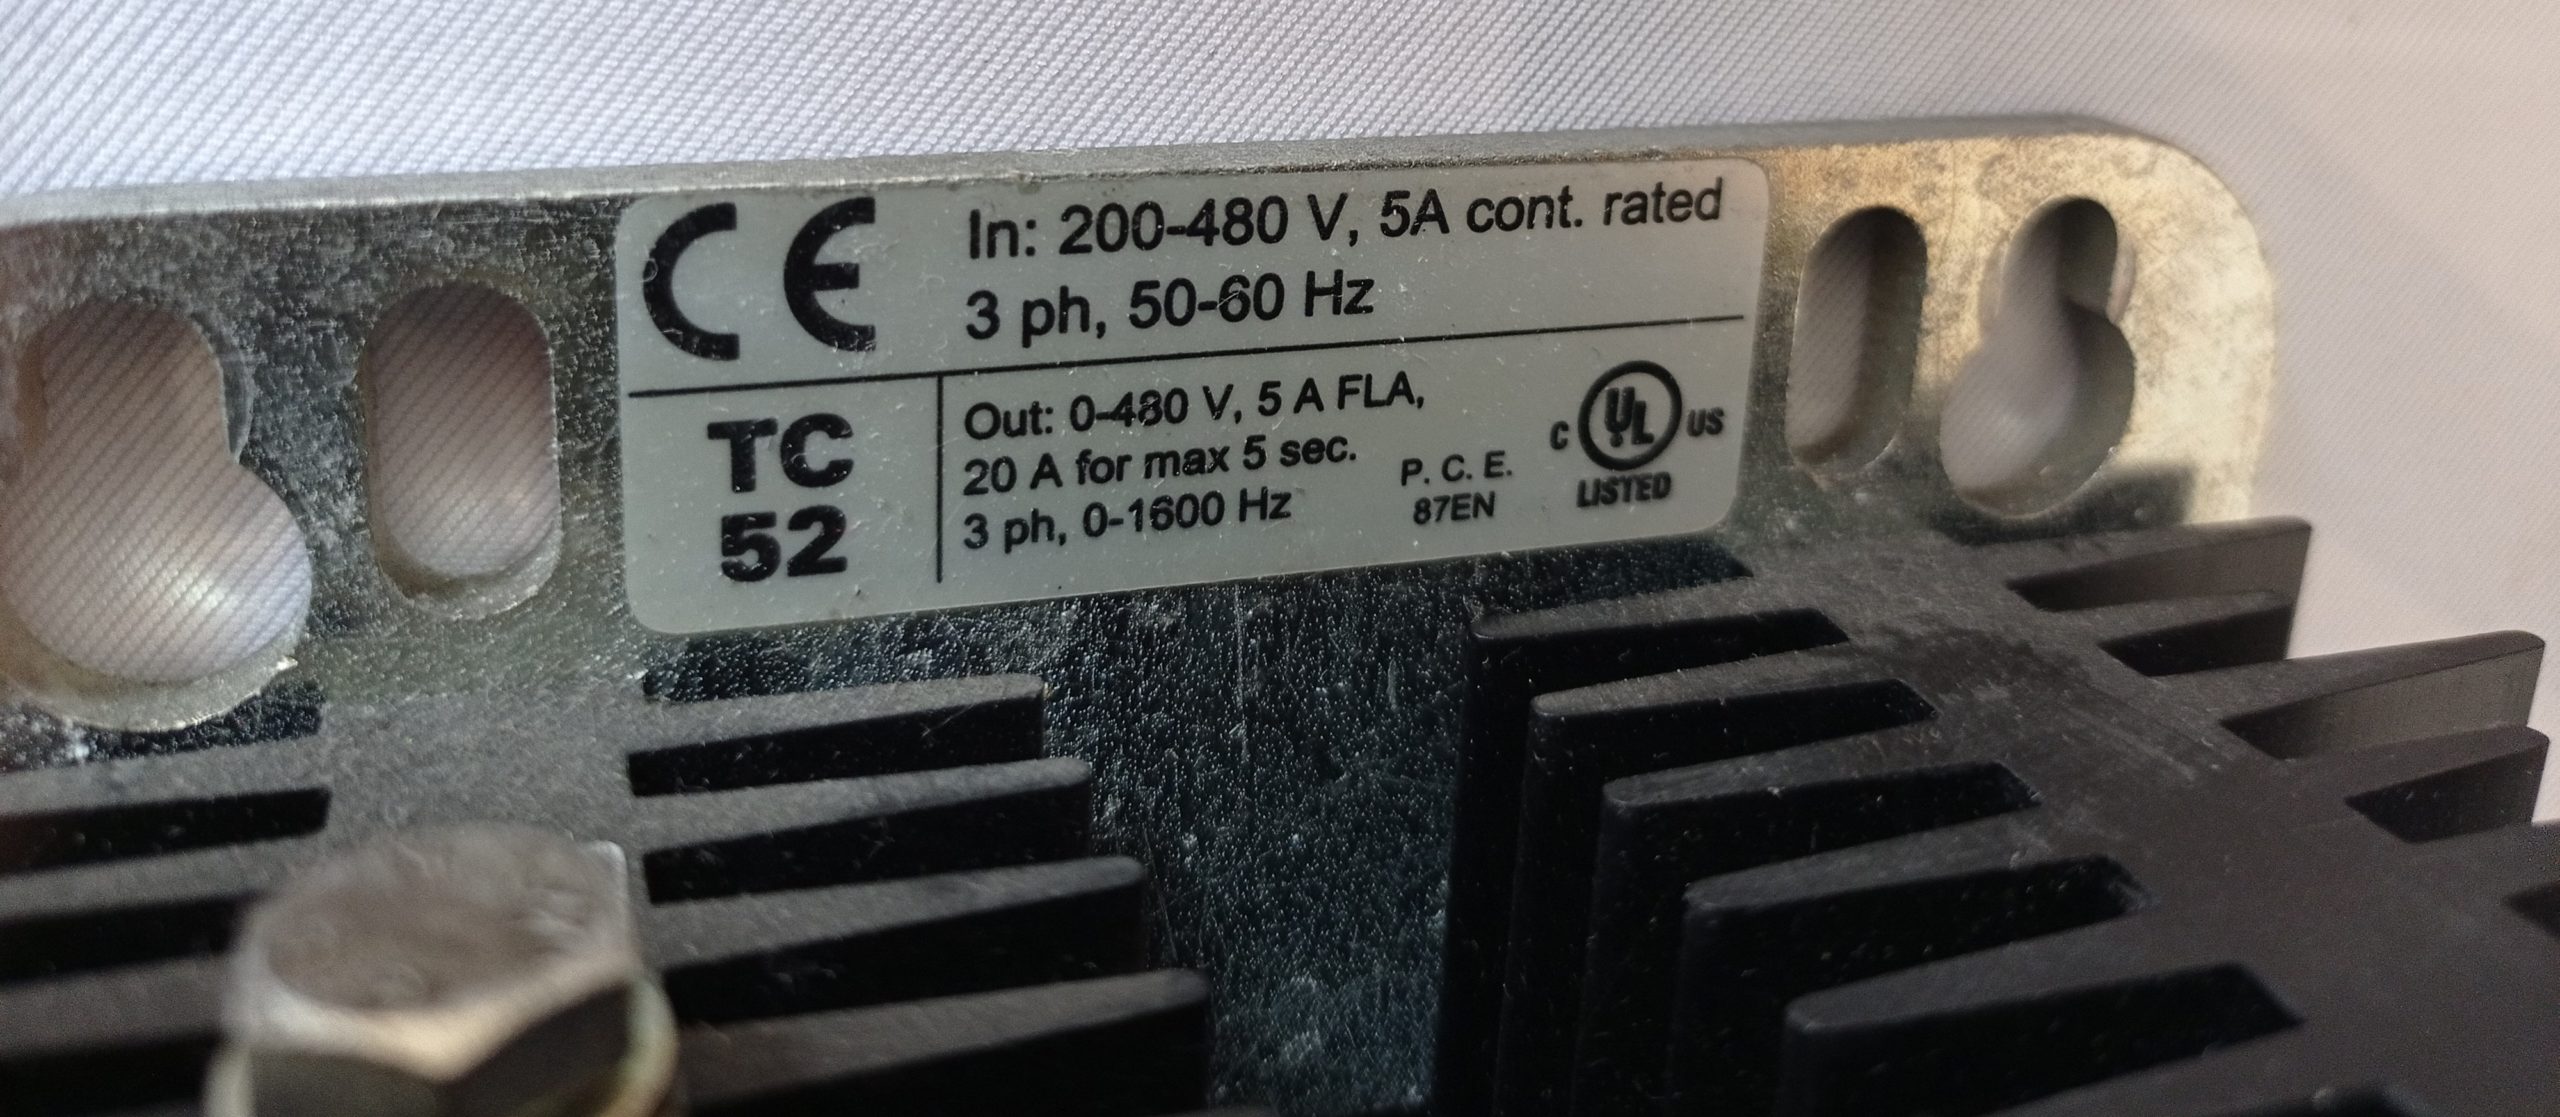 CE
In: 200-480 V, 5A cont. rated
3 ph, 50-60 Hz
TC
52
Out: 0-480 V, 5 A FLA,
20 A for max 5 sec.
3 ph, 0-1600 Hz
P. C. E.
87EN
C UL US
LISTED